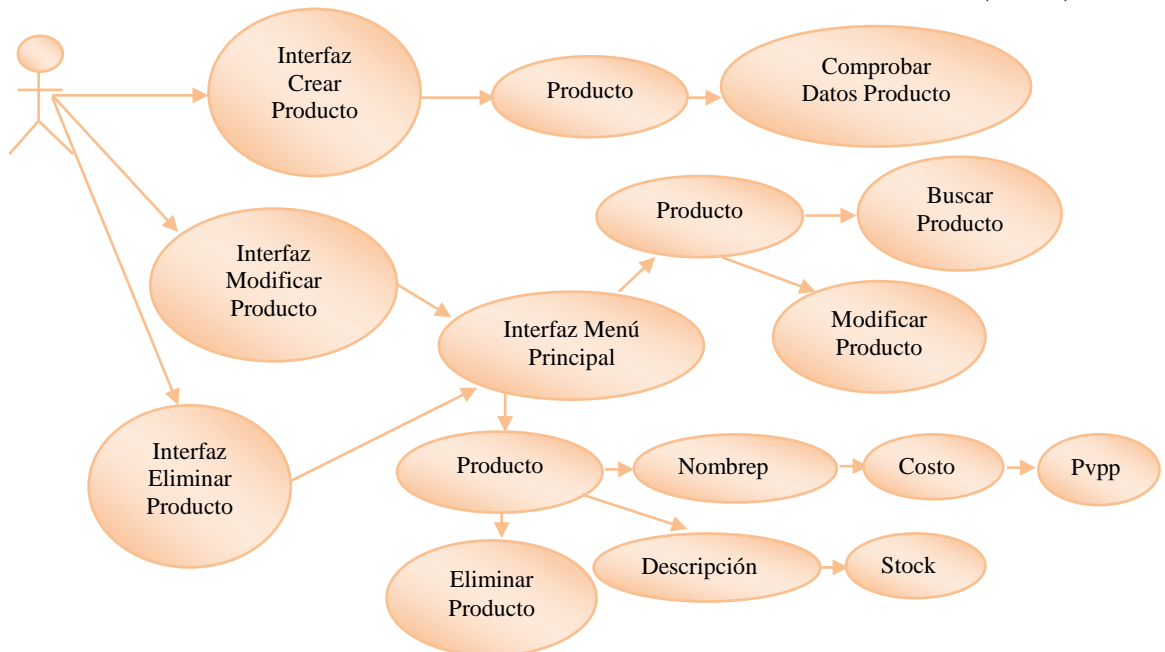 Interfaz
Crear
Producto
Producto
Comprobar
Datos Producto
Producto
Buscar
Producto
Interfaz
Modificar
Producto
Interfaz Menú
Principal
Modificar
Producto
Interfaz
Eliminar
Producto
Producto
Nombrep
Costo
Pvpp
Descripción
Stock
Eliminar
Producto